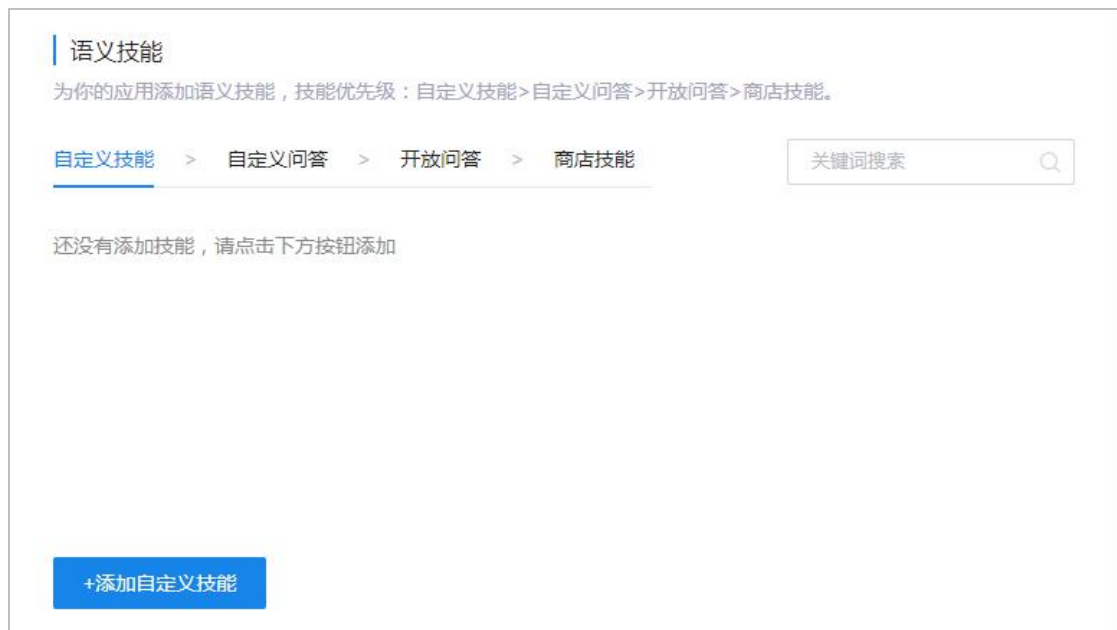 语义技能
为你的应用添加语义技能，技能优先级：自定义技能>自定义问答>开放问答>商店技能。
自定义技能 > 自定义问答 > 开放问答 > 商店技能 关键词搜索
还没有添加技能，请点击下方按钮添加
+添加自定义技能